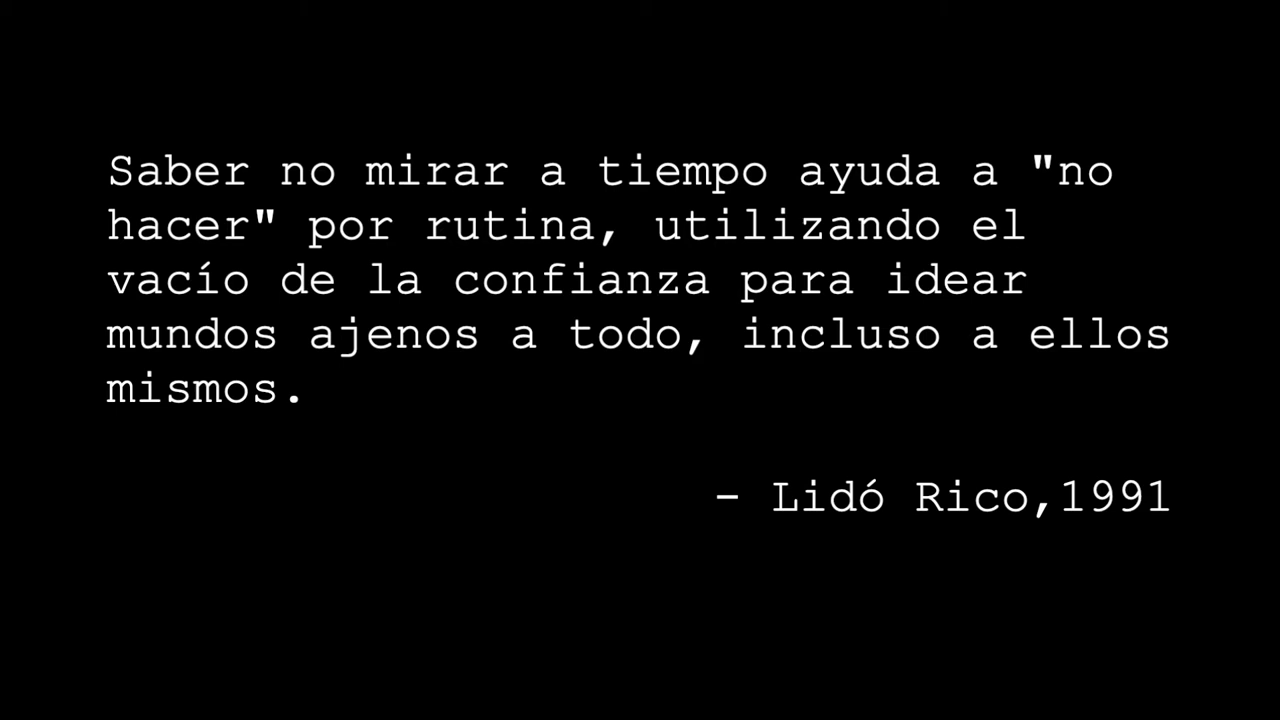 Saber no mirar a tiempo ayuda a "no
hacer" por rutina, utilizando el
vacío de la confianza para idear
mundos ajenos a todo, incluso a ellos
mismos.
- Lidó Rico,1991